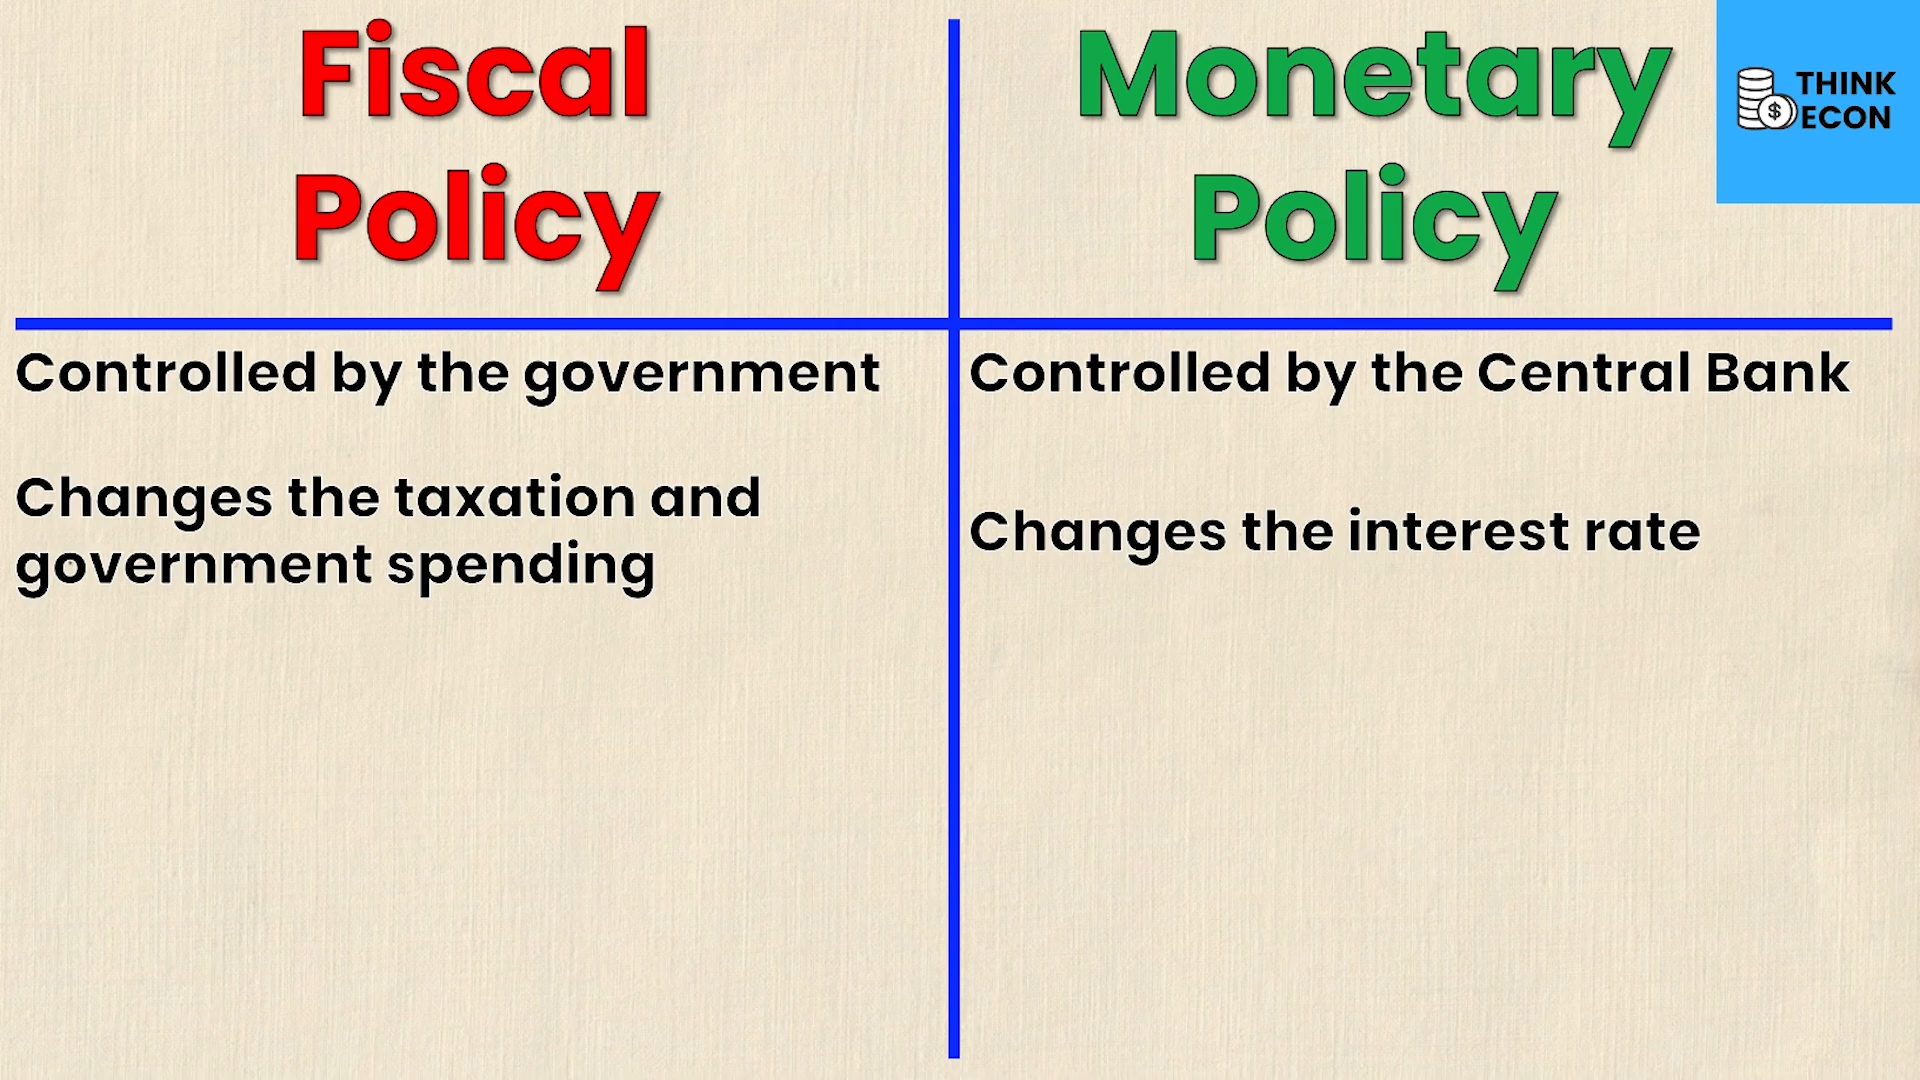 Fiscal
Policy
Monetary
Policy
THINK
ECON
$
Controlled by the government
Changes the taxation and
government spending
Controlled by the Central Bank
Changes the interest rate